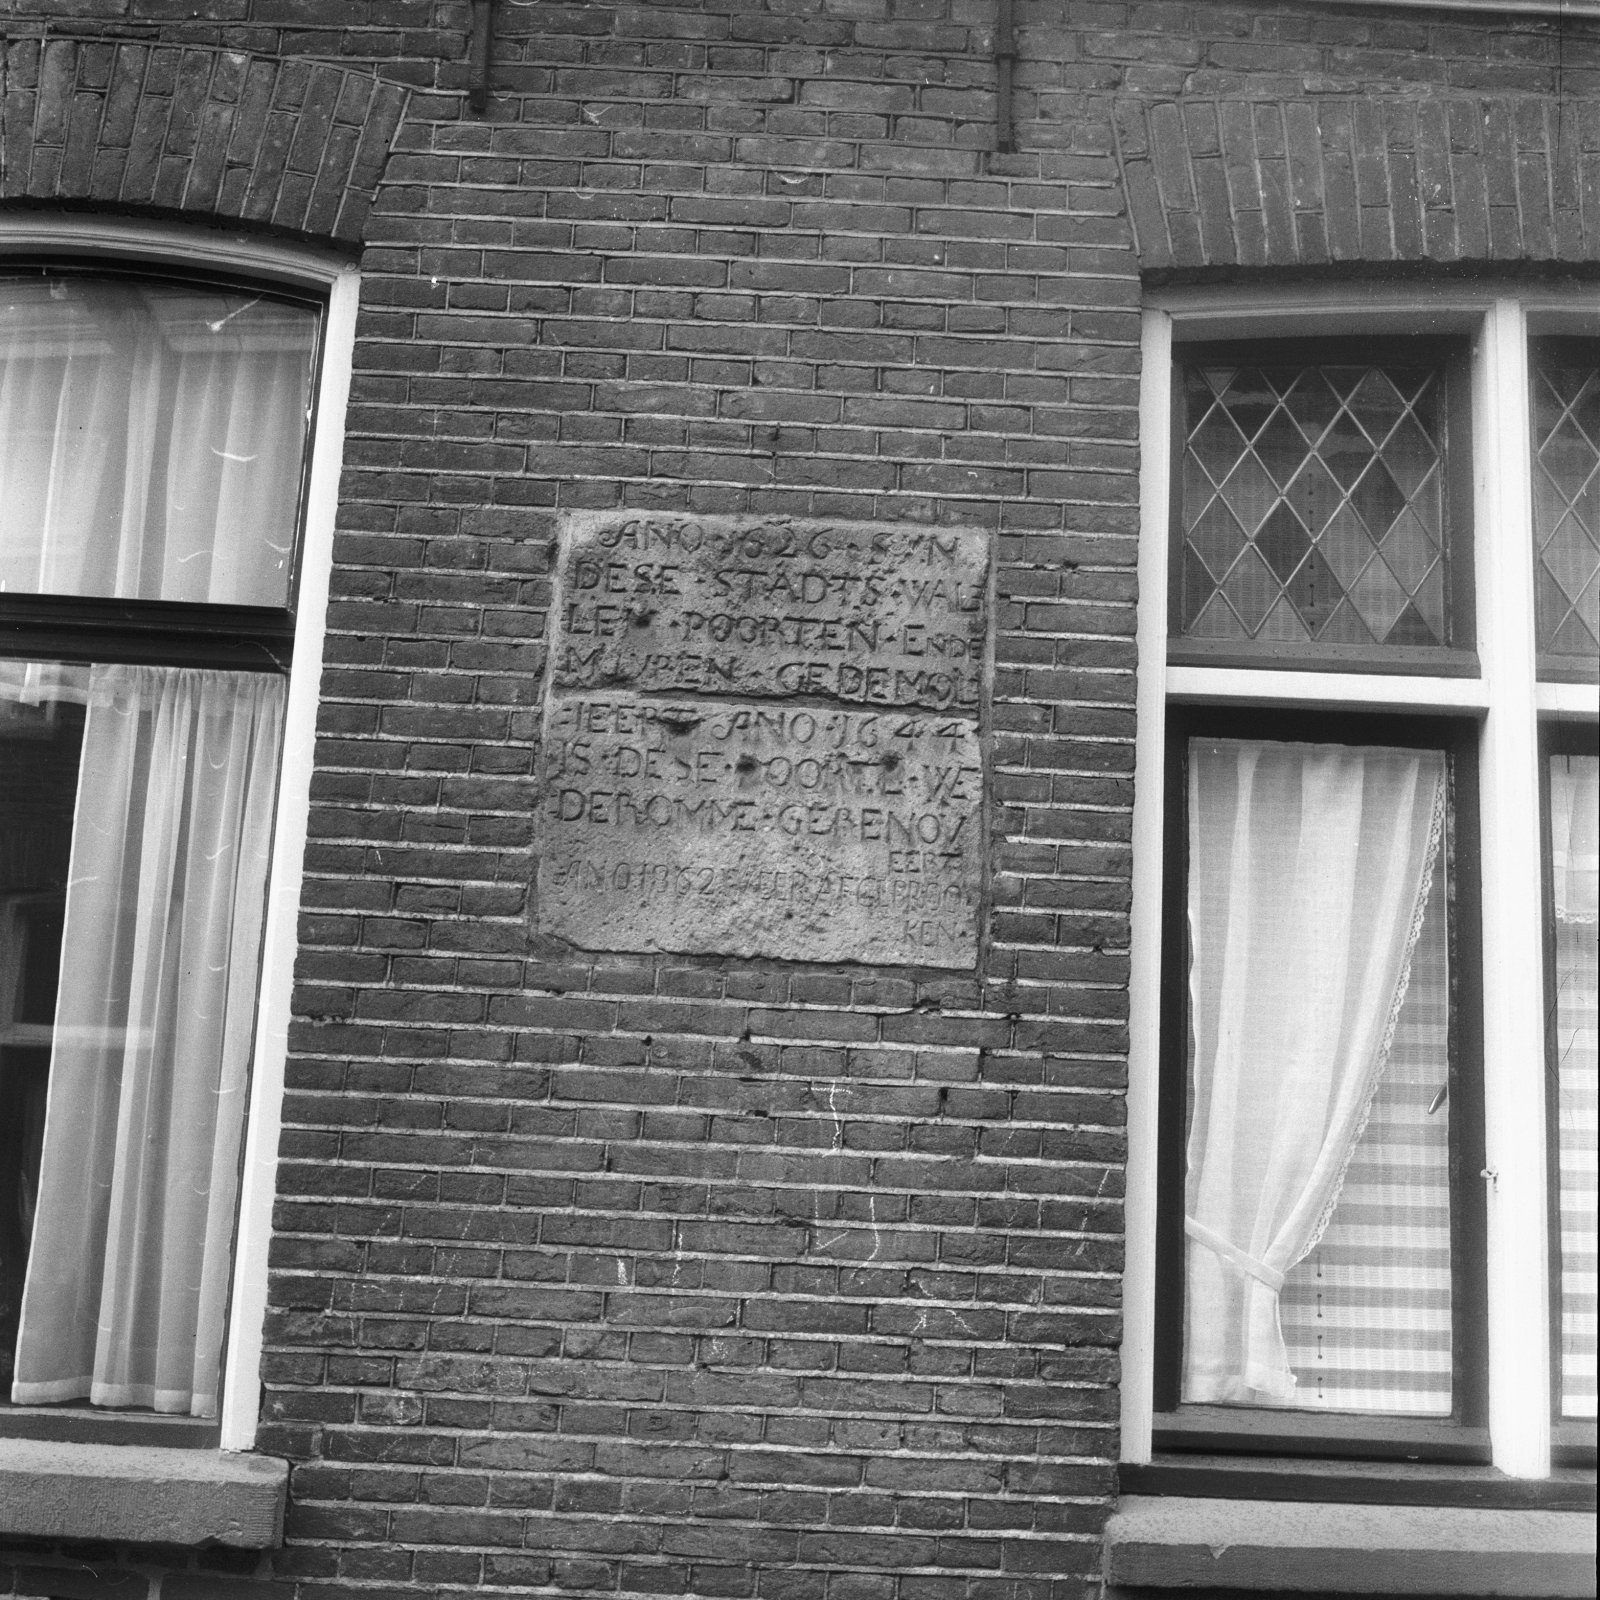 ANO·1626·SYN
DESE·STADTS·WAL
LEN·POORTEN·ENDE
MIVREN·GEDEMOL
IEERT ANO·1644·
IS·DESE·POORTE·WE
DEROMME·GERENOV
EERT
ANO 1862 WEER AFGEBROO
KEN·